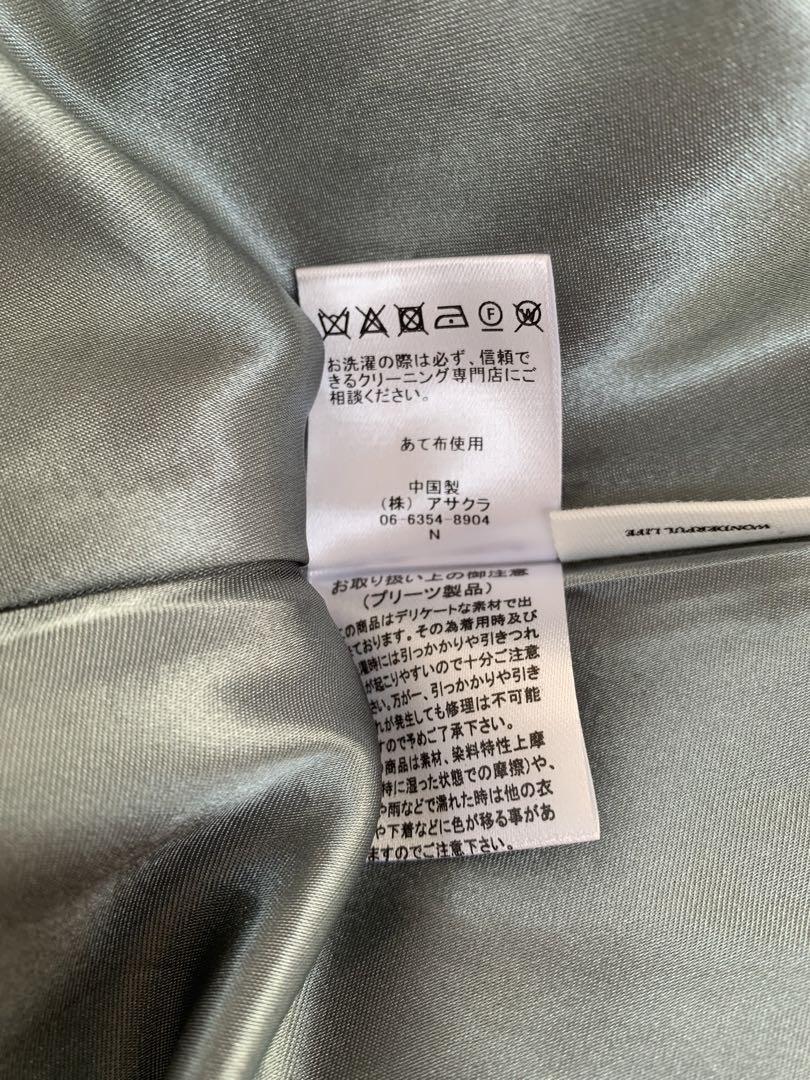 F W
お洗濯の際は必ず、信頼で
きるクリーニング専門店にご
相談ください。
あて布使用
中国製
(株) アサクラ
06-6354-8904
N
WONDERFUL LIFE
お取り扱い上の御注意
(プリーツ製品)
の商品はデリケートな素材で出
ております。その為着用時及び
濯時には引っかかりや引きつれ
が起こりやすいので十分ご注意
さい。万が一、引っかかりや引き
れが発生しても修理は不可能
すので予めご了承下さい。
商品は素材、染料特性上摩
特に湿った状態での摩擦)や、
や雨などで濡れた時は他の衣
や下着などに色が移る事があ
ますのでご注意下さい。